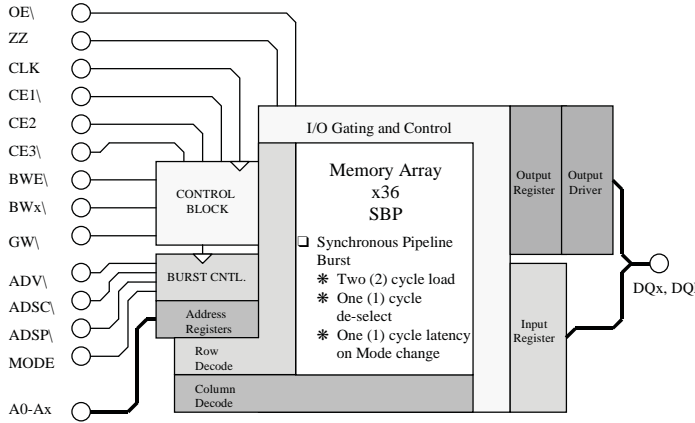 OE\
ZZ
CLK
CE1\
CE2
CE3\
BWE\
BWx\
GW\
ADV\
ADSC\
ADSP\
MODE
A0-Ax
CONTROL
BLOCK
BURST CNTL.
Address
Registers
Row
Decode
Column
Decode
I/O Gating and Control
Memory Array
x36
SBP
❑ Synchronous Pipeline
Burst
❋ Two (2) cycle load
❋ One (1) cycle
de-select
❋ One (1) cycle latency
on Mode change
Output
Register
Output
Driver
Input
Register
DQx, DQ